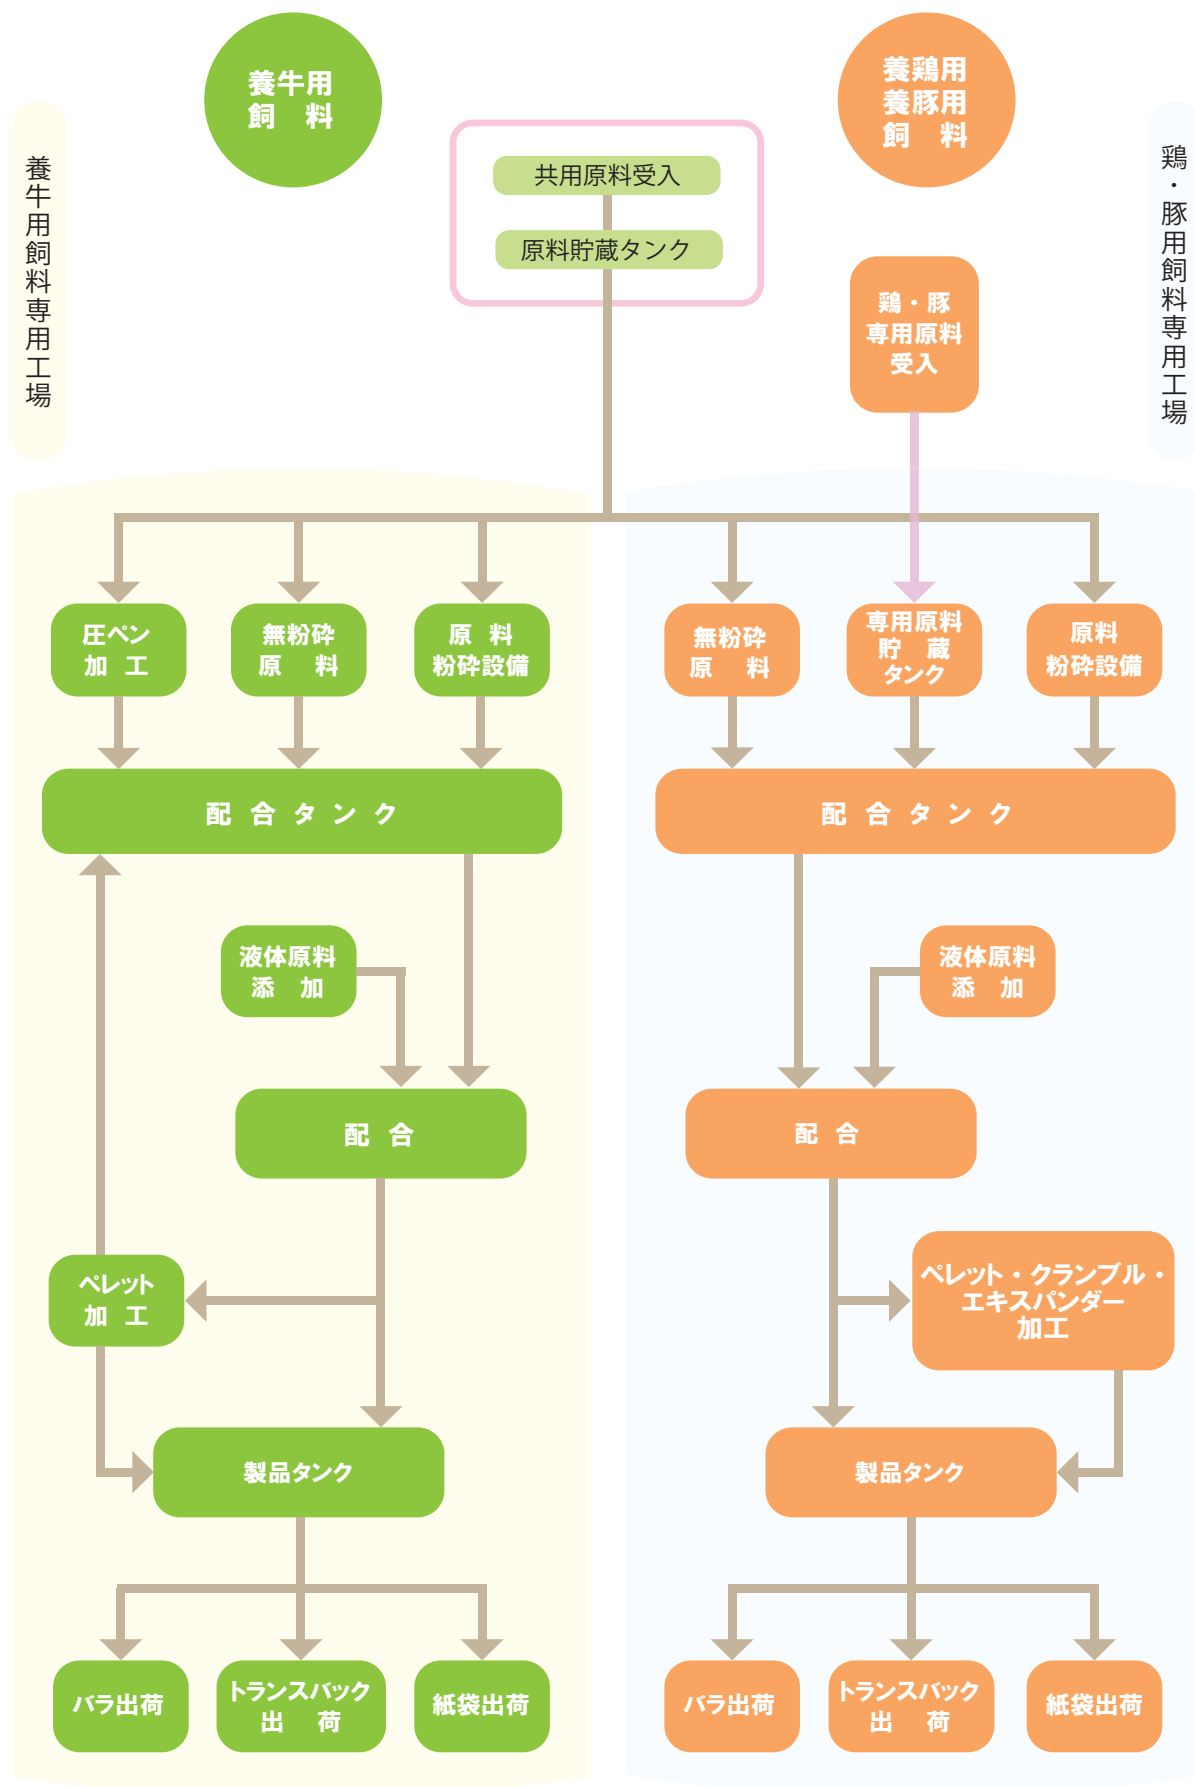 養牛用
飼 料
養鶏用
養豚用
飼 料
養牛用飼料専用工場
鶏・豚用飼料専用工場
共用原料受入
原料貯蔵タンク
鶏・豚
専用原料
受入
圧ペン
加 工
無粉砕
原 料
原 料
粉砕設備
無粉砕
原 料
専用原料
貯 蔵
タンク
原料
粉砕設備
配 合 タ ン ク
配 合 タ ン ク
液体原料
添 加
液体原料
添 加
配 合
配 合
ペレット
加 工
ペレット・クランブル・
エキスパンダー
加工
製品タンク
製品タンク
バラ出荷
トランスバック
出 荷
紙袋出荷
バラ出荷
トランスバック
出 荷
紙袋出荷